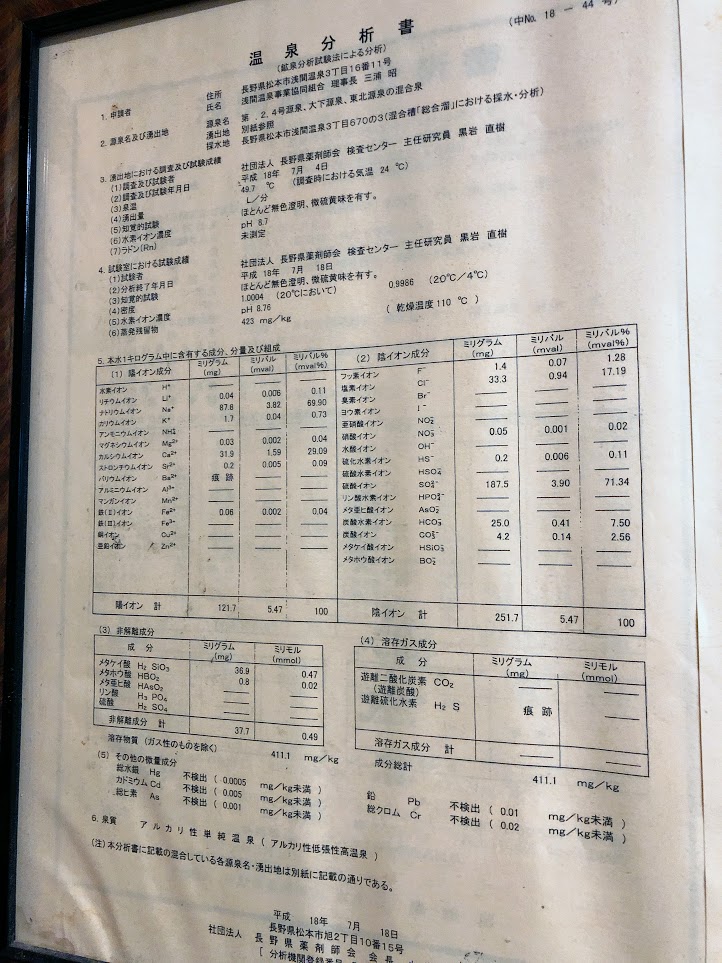 (中No. 18 － 44 号)
温泉分析書
(鉱泉分析試験法による分析)
1. 申請者 住所 長野県松本市浅間温泉3丁目16番11号
氏名 浅間温泉事業協同組合 理事長 三浦 昭
2. 源泉名及び湧出地 源泉名 第 . 2, 4号源泉、大下源泉、東北源泉の混合泉
湧出地 別紙参照
採水地 長野県松本市浅間温泉3丁目670の3(混合槽「総合溜」における採水・分析)
3. 湧出地における調査及び試験成績
(1)調査及び試験者 社団法人 長野県薬剤師会 検査センター 主任研究員 黒岩 直樹
(2)調査及び試験年月日 平成 18年 7月 4日
(3)泉温 49.7 ℃ (調査時における気温 24 ℃)
(4)湧出量 L/分
(5)知覚的試験 ほとんど無色澄明、微硫黄味を有す。
(6)水素イオン濃度 pH 8.7
(7)ラドン(Rn) 未測定
4. 試験室における試験成績
(1)試験者 社団法人 長野県薬剤師会 検査センター 主任研究員 黒岩 直樹
(2)分析終了年月日 平成 18年 7月 18日
(3)知覚的試験 ほとんど無色澄明、微硫黄味を有す。
(4)密度 1.0004 (20℃において) 0.9986 (20℃/4℃)
(5)水素イオン濃度 pH 8.76
(6)蒸発残留物 423 mg/kg ( 乾燥温度110 ℃ )
5. 本水1キログラム中に含有する成分、分量及び組成
(1) 陽イオン成分 ミリグラム (mg) ミリバル (mval) ミリバル% (mval%)
水素イオン H⁺ — — —
リチウムイオン Li⁺ 0.04 0.006 0.11
ナトリウムイオン Na⁺ 87.8 3.82 69.90
カリウムイオン K⁺ 1.7 0.04 0.73
アンモニウムイオン NH₄⁺ — — —
マグネシウムイオン Mg²⁺ 0.03 0.002 0.04
カルシウムイオン Ca²⁺ 31.9 1.59 29.09
ストロンチウムイオン Sr²⁺ 0.2 0.005 0.09
バリウムイオン Ba²⁺ 痕 跡 — —
アルミニウムイオン Al³⁺ — — —
マンガンイオン Mn²⁺ — — —
鉄(Ⅱ)イオン Fe²⁺ 0.06 0.002 0.04
鉄(Ⅲ)イオン Fe³⁺ — — —
銅イオン Cu²⁺ — — —
亜鉛イオン Zn²⁺ — — —
陽イオン 計 121.7 5.47 100
(2) 陰イオン成分 ミリグラム (mg) ミリバル (mval) ミリバル% (mval%)
フッ素イオン F⁻ 1.4 0.07 1.28
塩素イオン Cl⁻ 33.3 0.94 17.19
臭素イオン Br⁻ — — —
ヨウ素イオン I⁻ — — —
亜硝酸イオン NO₂⁻ — — —
硝酸イオン NO₃⁻ 0.05 0.001 0.02
水酸イオン OH⁻ — — —
硫化水素イオン HS⁻ 0.2 0.006 0.11
硫酸水素イオン HSO₄⁻ — — —
硫酸イオン SO₄²⁻ 187.5 3.90 71.34
リン酸水素イオン HPO₄²⁻ — — —
メタ亜ヒ酸イオン AsO₂⁻ — — —
炭酸水素イオン HCO₃⁻ 25.0 0.41 7.50
炭酸イオン CO₃²⁻ 4.2 0.14 2.56
メタケイ酸イオン HSiO₃⁻ — — —
メタホウ酸イオン BO₂⁻ — — —
陰イオン 計 251.7 5.47 100
(3) 非解離成分
成 分 ミリグラム (mg) ミリモル (mmol)
メタケイ酸 H₂ SiO₃ 36.9 0.47
メタホウ酸 HBO₂ 0.8 0.02
メタ亜ヒ酸 HAsO₂ — —
リン酸 H₃ PO₄ — —
硫酸 H₂ SO₄ — —
非解離成分 計 37.7 0.49
溶存物質 (ガス性のものを除く) 411.1 mg/kg
(4) 溶存ガス成分
成 分 ミリグラム (mg) ミリモル (mmol)
遊離二酸化炭素 CO₂ — —
(遊離炭酸)
遊離硫化水素 H₂ S 痕 跡 —
溶存ガス成分 計 — —
成分総計 411.1 mg/kg
(5) その他の微量成分
総水銀 Hg 不検出 ( 0.0005 mg/kg未満 )
カドミウム Cd 不検出 ( 0.005 mg/kg未満 )
総ヒ素 As 不検出 ( 0.001 mg/kg未満 )
鉛 Pb 不検出 ( 0.01 mg/kg未満 )
総クロム Cr 不検出 ( 0.02 mg/kg未満 )
6. 泉質 アルカリ性単純温泉 ( アルカリ性低張性高温泉 )
(注)本分析書に記載の混合している各源泉名・湧出地は別紙に記載の通りである。
平成 18年 7月 18日
長野県松本市旭2丁目10番15号
社団法人 長野県薬剤師会 会長
[ 分析機関登録番号